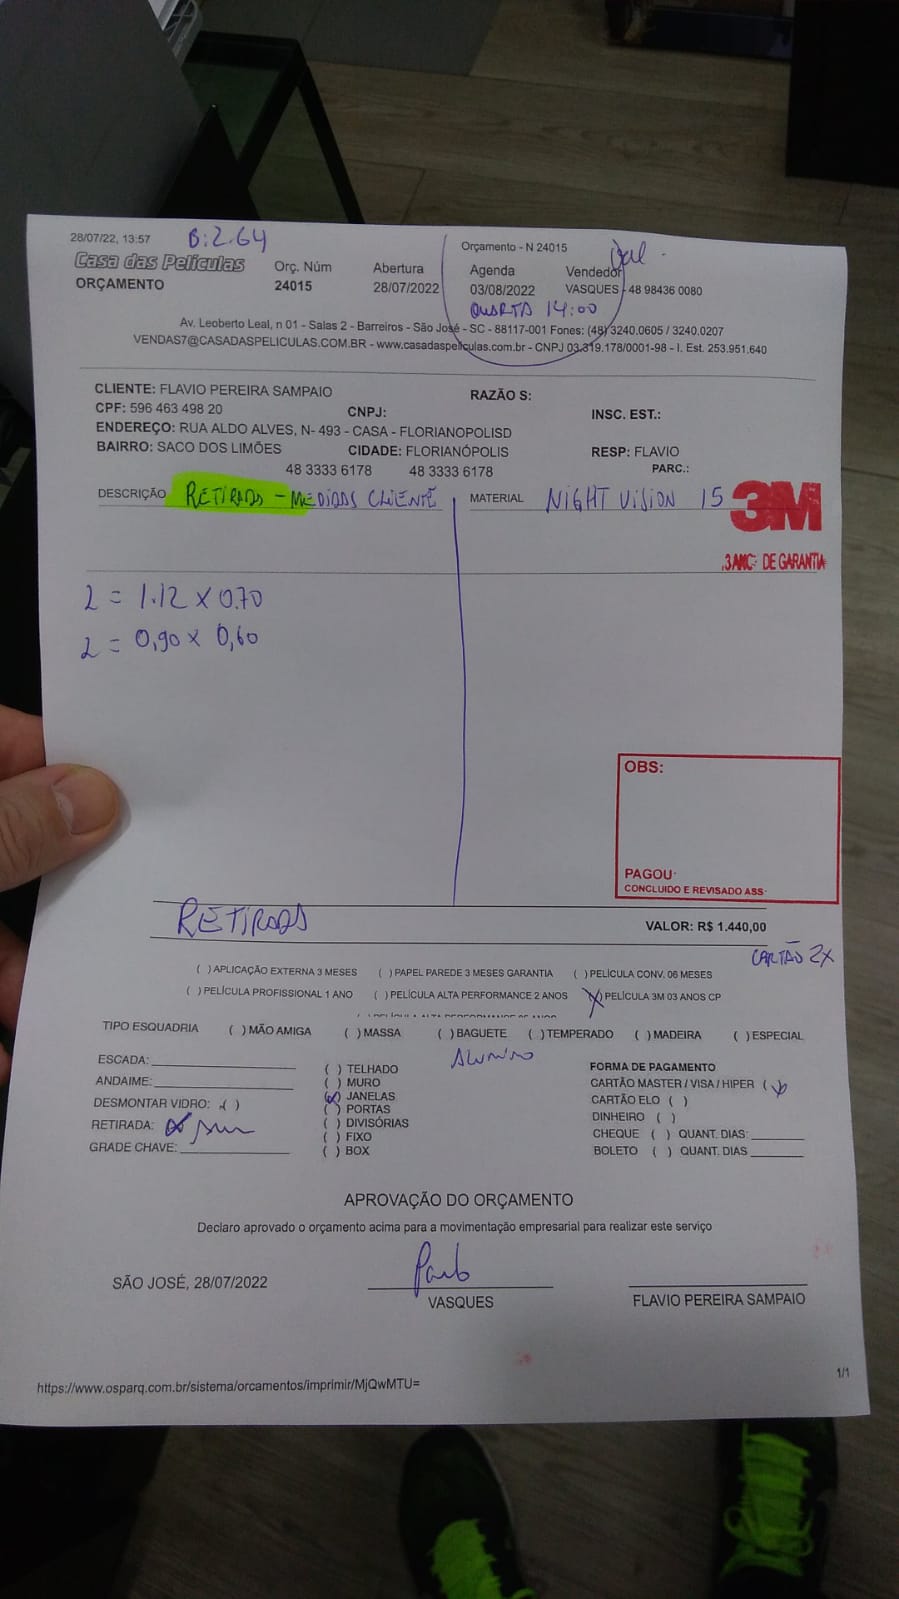 28/07/22, 13:57 B: 2.64 Orçamento - N 24015
Casa das Películas Orç. Núm Abertura Agenda Vendedor
ORÇAMENTO 24015 28/07/2022 03/08/2022 VASQUES - 48 98436 0080
QUARTA 14:00
Av. Leoberto Leal, n 01 - Salas 2 - Barreiros - São José - SC - 88117-001 Fones: (48) 3240.0605 / 3240.0207
VENDAS7@CASADASPELICULAS.COM.BR - www.casadaspeliculas.com.br - CNPJ 03.319.178/0001-98 - I. Est. 253.951.640
CLIENTE: FLAVIO PEREIRA SAMPAIO RAZÃO S:
CPF: 596 463 498 20 CNPJ: INSC. EST.:
ENDEREÇO: RUA ALDO ALVES, N- 493 - CASA - FLORIANOPOLISD
BAIRRO: SACO DOS LIMÕES CIDADE: FLORIANÓPOLIS RESP: FLAVIO
48 3333 6178 48 3333 6178 PARC.:
DESCRIÇÃO RETIRADA - MEDIDAS CLIENTE MATERIAL NIGHT VISION 15 3M
3 ANOS DE GARANTIA
2 = 1.12 X 0.70
2 = 0,90 X 0,60
OBS:
PAGOU
CONCLUIDO E REVISADO ASS
RETIRADA VALOR: R$ 1.440,00
CARTÃO 2X
( ) APLICAÇÃO EXTERNA 3 MESES ( ) PAPEL PAREDE 3 MESES GARANTIA ( ) PELÍCULA CONV. 06 MESES
( ) PELÍCULA PROFISSIONAL 1 ANO ( ) PELÍCULA ALTA PERFORMANCE 2 ANOS (X) PELÍCULA 3M 03 ANOS CP
TIPO ESQUADRIA ( ) MÃO AMIGA ( ) MASSA ( ) BAGUETE ( ) TEMPERADO ( ) MADEIRA ( ) ESPECIAL
ALUMINIO
ESCADA: ( ) TELHADO FORMA DE PAGAMENTO
ANDAIME: ( ) MURO CARTÃO MASTER / VISA / HIPER (X)
DESMONTAR VIDRO: ( ) (X) JANELAS CARTÃO ELO ( )
RETIRADA: (X) SIM ( ) PORTAS DINHEIRO ( )
GRADE CHAVE: ( ) DIVISÓRIAS CHEQUE ( ) QUANT. DIAS:
( ) FIXO BOLETO ( ) QUANT. DIAS
( ) BOX
APROVAÇÃO DO ORÇAMENTO
Declaro aprovado o orçamento acima para a movimentação empresarial para realizar este serviço
SÃO JOSÉ, 28/07/2022
VASQUES FLAVIO PEREIRA SAMPAIO
1/1
https://www.osparq.com.br/sistema/orcamentos/imprimir/MjQwMTU=